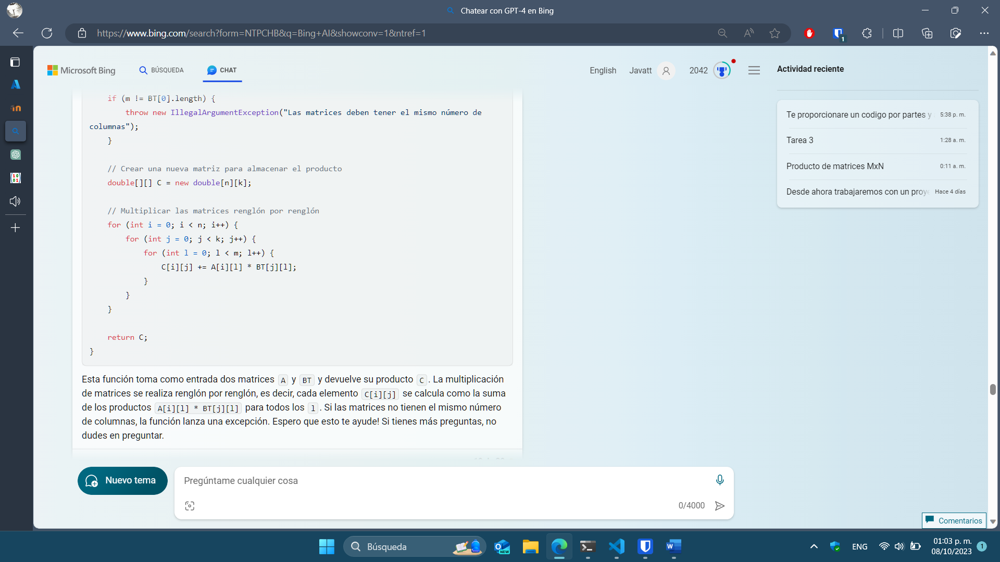 Chatear con GPT-4 en Bing
https://www.bing.com/search?form=NTPCHB&q=Bing+AI&showconv=1&ntref=1
1
Microsoft Bing
BÚSQUEDA
CHAT
English
Javatt
2042
Actividad reciente
if (m != BT[0].length) {
throw new IllegalArgumentException("Las matrices deben tener el mismo número de
columnas");
}
// Crear una nueva matriz para almacenar el producto
double[][] C = new double[n][k];
// Multiplicar las matrices renglón por renglón
for (int i = 0; i < n; i++) {
for (int j = 0; j < k; j++) {
for (int l = 0; l < m; l++) {
C[i][j] += A[i][l] * BT[j][l];
}
}
}
return C;
}
Esta función toma como entrada dos matrices A y BT y devuelve su producto C. La multiplicación
de matrices se realiza renglón por renglón, es decir, cada elemento C[i][j] se calcula como la suma
de los productos A[i][l] * BT[j][l] para todos los l. Si las matrices no tienen el mismo número
de columnas, la función lanza una excepción. Espero que esto te ayude! Si tienes más preguntas, no
dudes en preguntar.
Te proporcionare un codigo por partes y 5:38 p. m.
Tarea 3 1:28 a. m.
Producto de matrices MxN 0:11 a. m.
Desde ahora trabajaremos con un proye Hace 4 días
Nuevo tema
Pregúntame cualquier cosa
0/4000
Comentarios
Búsqueda
NEW
ENG
01:03 p. m.
08/10/2023
1